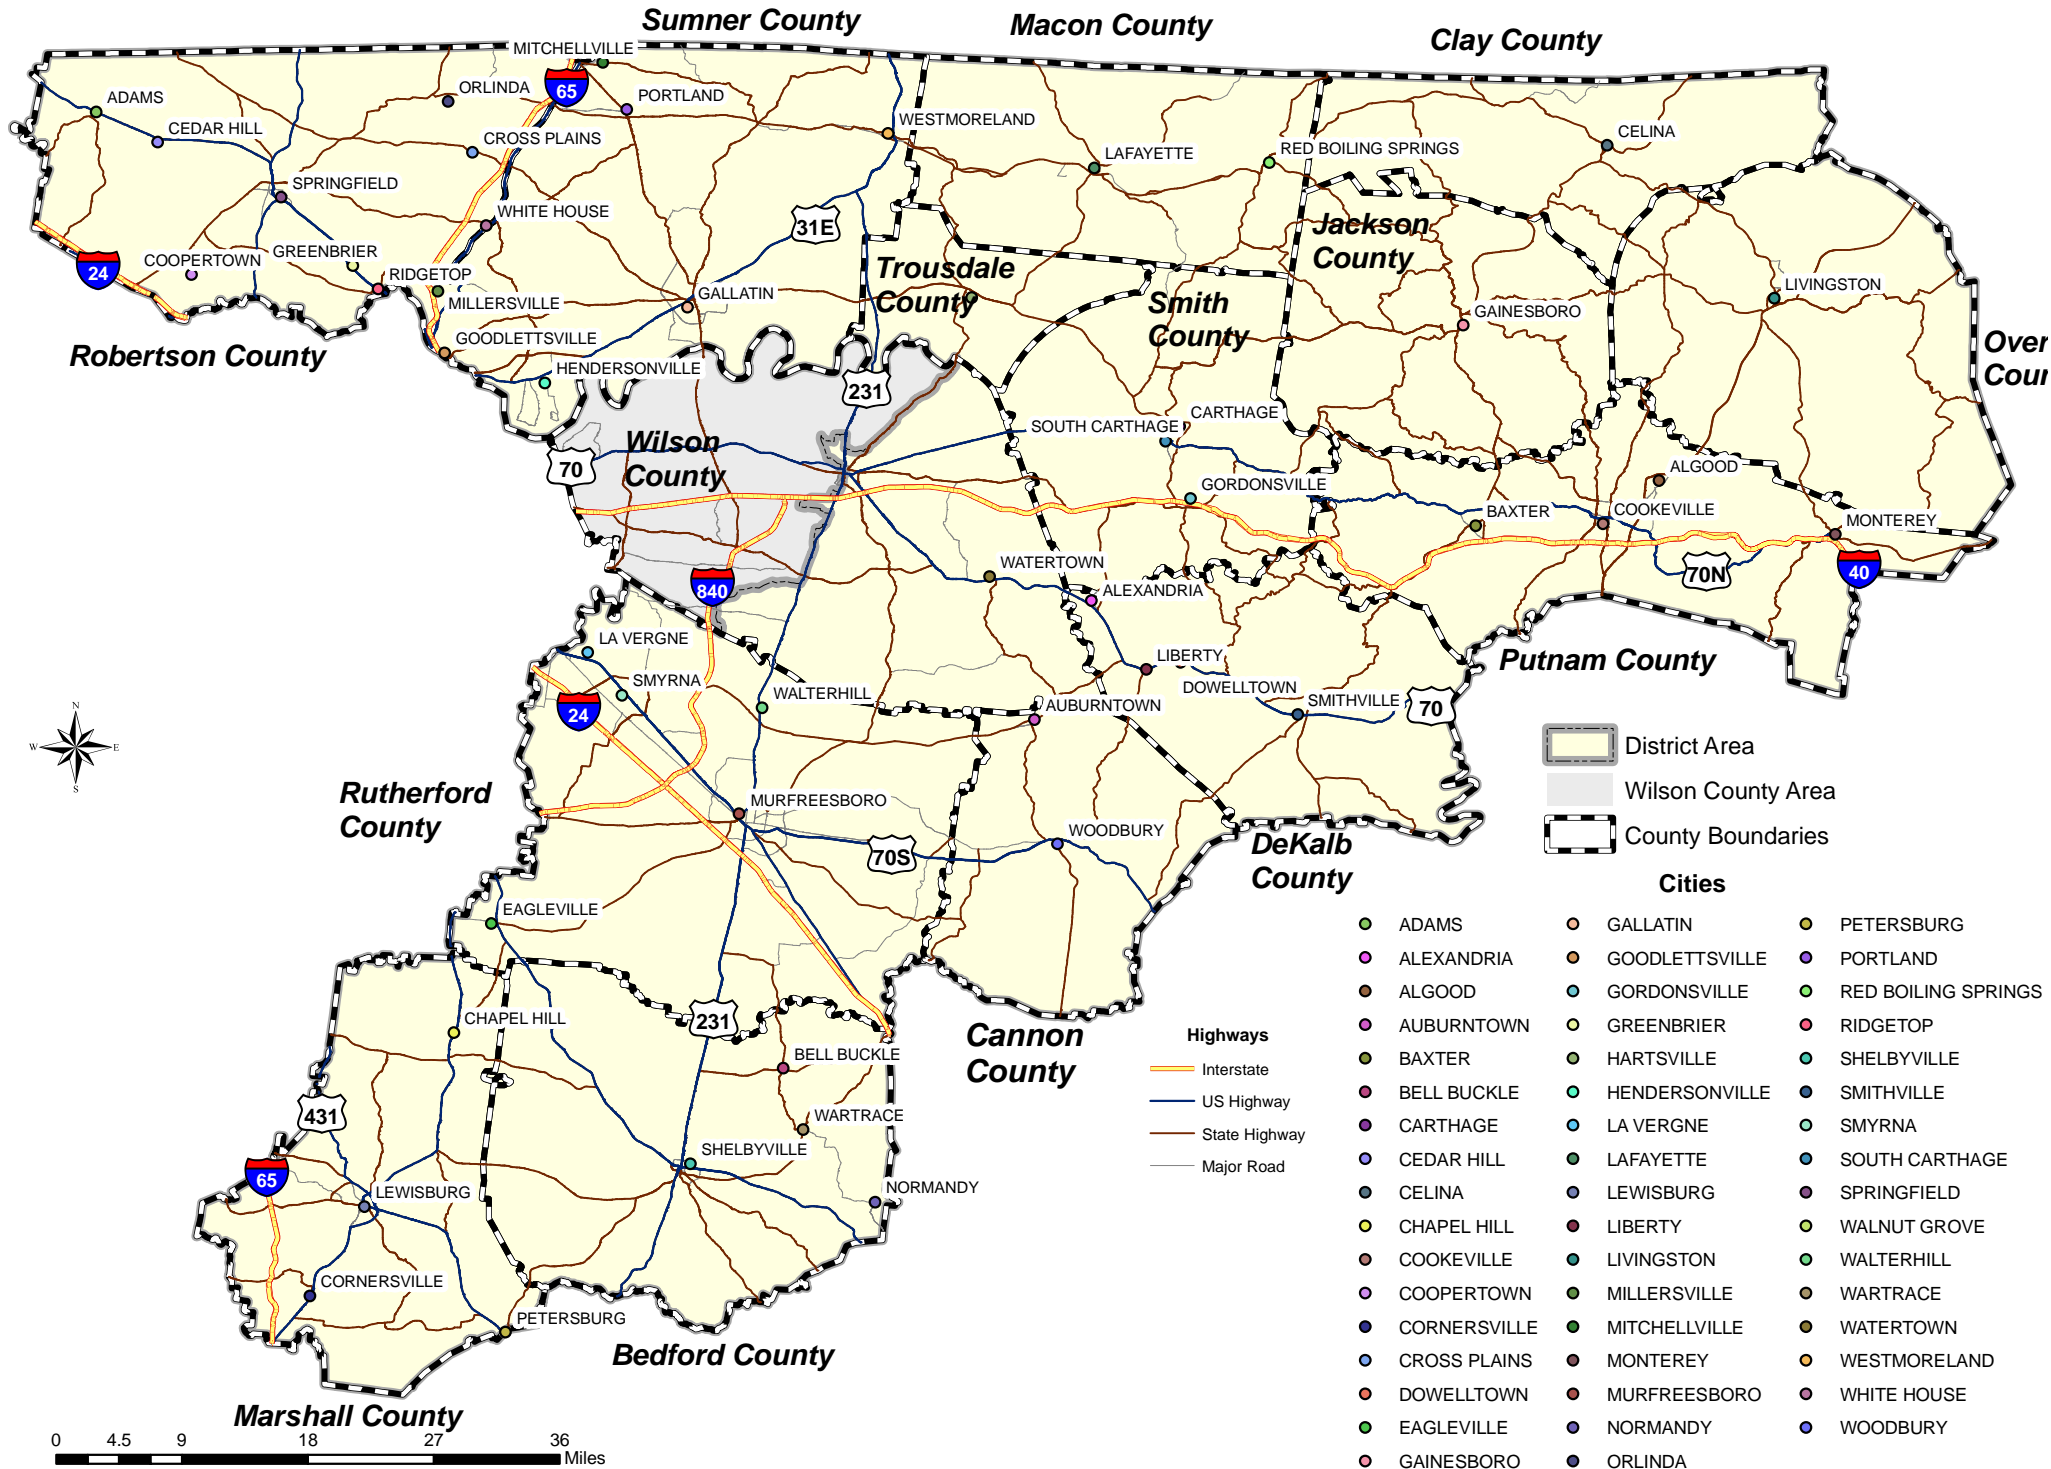 Sumner County
Macon County
Clay County
MITCHELLVILLE
65
ORLINDA
ADAMS
PORTLAND
CEDAR HILL
WESTMORELAND
CROSS PLAINS
CELINA
LAFAYETTE
RED BOILING SPRINGS
SPRINGFIELD
WHITE HOUSE
31E
Jackson
County
GREENBRIER
COOPERTOWN
24
RIDGETOP
Trousdale
County
MILLERSVILLE
GALLATIN
Smith
County
LIVINGSTON
GAINESBORO
GOODLETTSVILLE
Robertson County
Over
Cour
HENDERSONVILLE
231
CARTHAGE
SOUTH CARTHAGE
Wilson
County
70
ALGOOD
GORDONSVILLE
BAXTER
COOKEVILLE
MONTEREY
WATERTOWN
70N
40
840
ALEXANDRIA
LA VERGNE
LIBERTY
Putnam County
SMYRNA
DOWELLTOWN
WALTERHILL
SMITHVILLE
70
AUBURNTOWN
24
N
W
E
S
District Area
Wilson County Area
County Boundaries
Rutherford
County
MURFREESBORO
WOODBURY
70S
DeKalb
County
EAGLEVILLE
CHAPEL HILL
231
Cannon
County
BELL BUCKLE
431
WARTRACE
65
SHELBYVILLE
LEWISBURG
NORMANDY
CORNERSVILLE
PETERSBURG
Bedford County
Marshall County
Highways
Interstate
US Highway
State Highway
Major Road
Cities
ADAMS
ALEXANDRIA
ALGOOD
AUBURNTOWN
BAXTER
BELL BUCKLE
CARTHAGE
CEDAR HILL
CELINA
CHAPEL HILL
COOKEVILLE
COOPERTOWN
CORNERSVILLE
CROSS PLAINS
DOWELLTOWN
EAGLEVILLE
GAINESBORO
GALLATIN
GOODLETTSVILLE
GORDONSVILLE
GREENBRIER
HARTSVILLE
HENDERSONVILLE
LA VERGNE
LAFAYETTE
LEWISBURG
LIBERTY
LIVINGSTON
MILLERSVILLE
MITCHELLVILLE
MONTEREY
MURFREESBORO
NORMANDY
ORLINDA
PETERSBURG
PORTLAND
RED BOILING SPRINGS
RIDGETOP
SHELBYVILLE
SMITHVILLE
SMYRNA
SOUTH CARTHAGE
SPRINGFIELD
WALNUT GROVE
WALTERHILL
WARTRACE
WATERTOWN
WESTMORELAND
WHITE HOUSE
WOODBURY
0 4.5 9 18 27 36
Miles